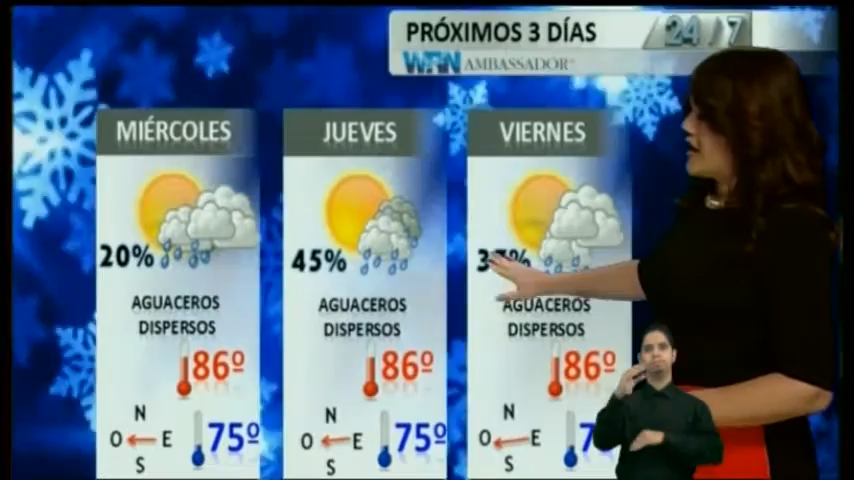 PRÓXIMOS 3 DÍAS
24/7
WRN AMBASSADOR
MIÉRCOLES
20%
AGUACEROS
DISPERSOS
86º
N
O E
S
75º
JUEVES
45%
AGUACEROS
DISPERSOS
86º
N
O E
S
75º
VIERNES
AGUACEROS
DISPERSOS
86º
N
O E
S